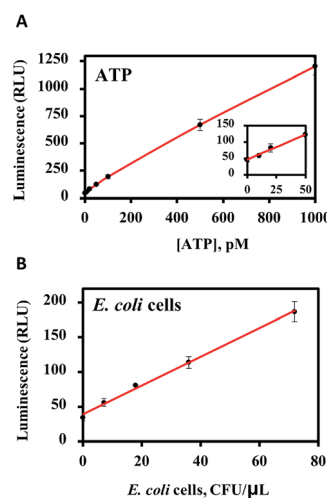 A
ATP
Luminescence (RLU)
1250
1000
750
500
250
0
150
100
50
0
0 25 50
0 200 400 600 800 1000
[ATP], pM
B
E. coli cells
Luminescence (RLU)
200
150
100
50
0
0 20 40 60 80
E. coli cells, CFU/μL